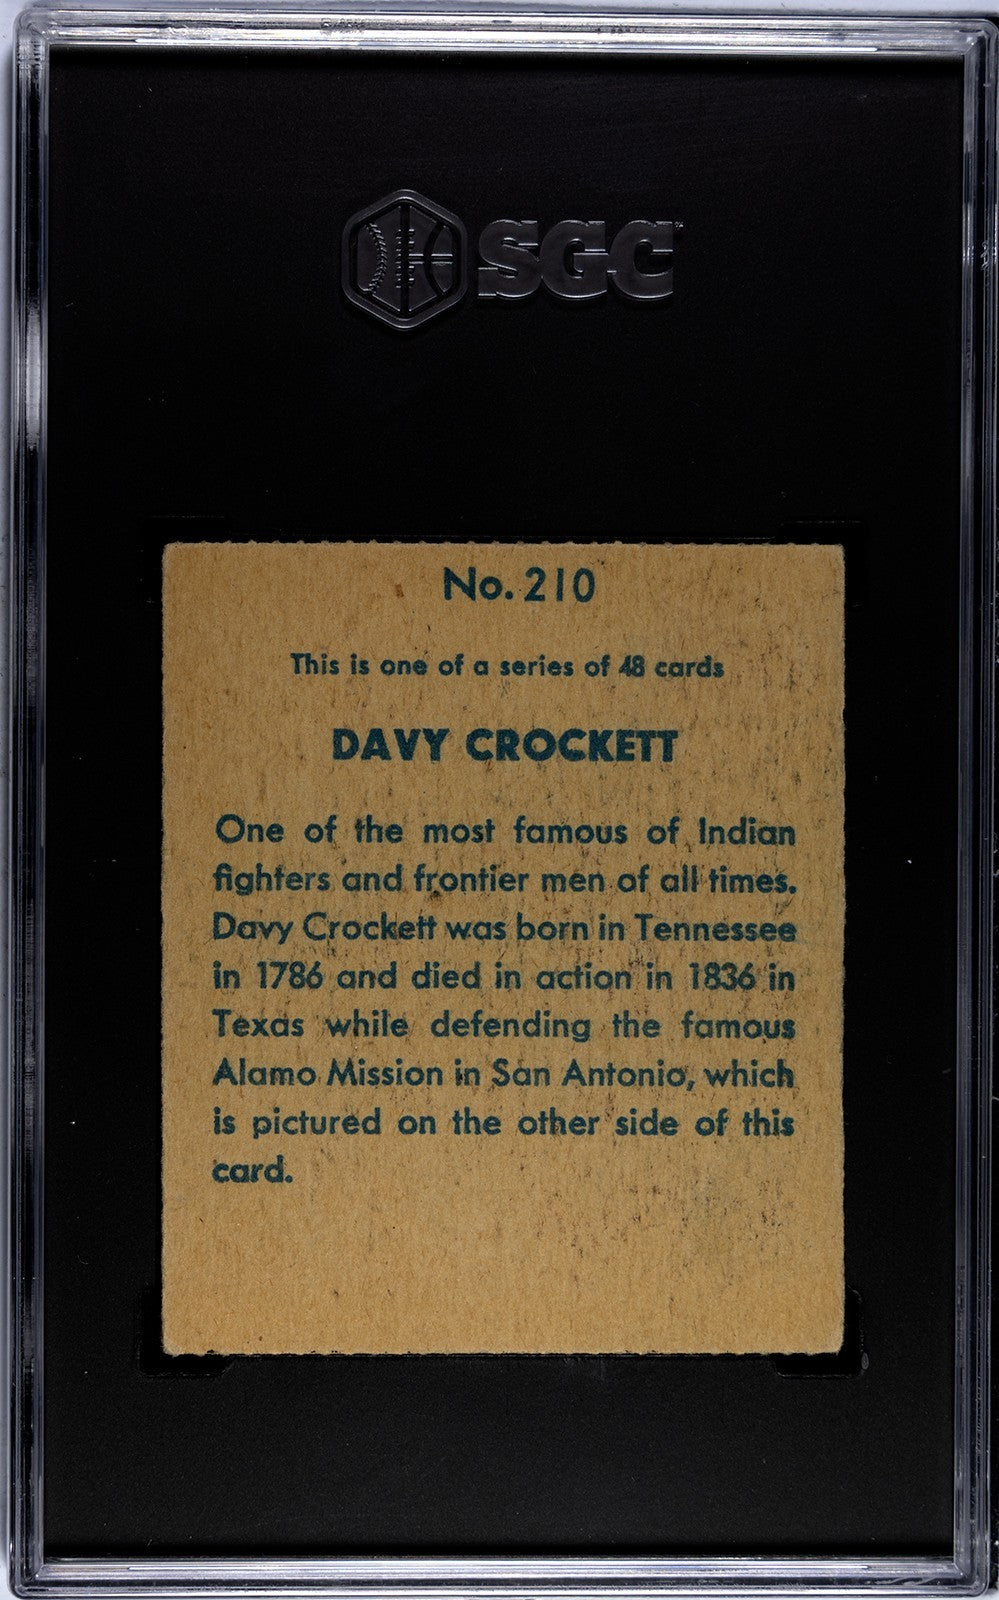 SGC
No. 210
This is one of a series of 48 cards
DAVY CROCKETT
One of the most famous of Indian
fighters and frontier men of all times.
Davy Crockett was born in Tennessee
in 1786 and died in action in 1836 in
Texas while defending the famous
Alamo Mission in San Antonio, which
is pictured on the other side of this
card.